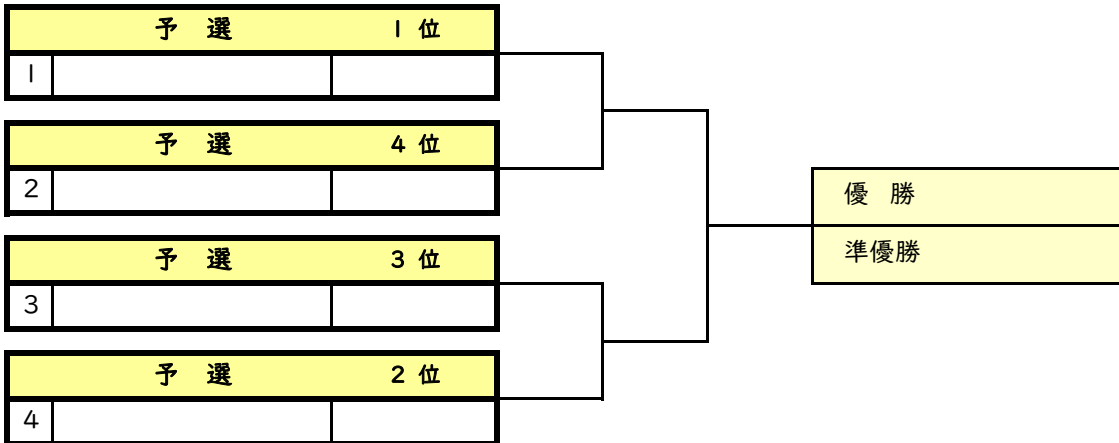 予 選 1 位
1
予 選 4 位
2
優 勝
準優勝
予 選 3 位
3
予 選 2 位
4